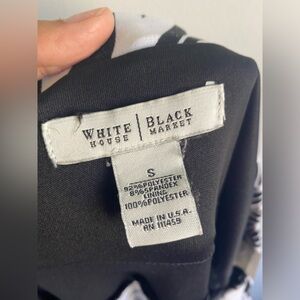 WHITE | BLACK
HOUSE | MARKET
S
92%POLYESTER
8%SPANDEX
LINING
100%POLYESTER
MADE IN U.S.A.
RN 111459